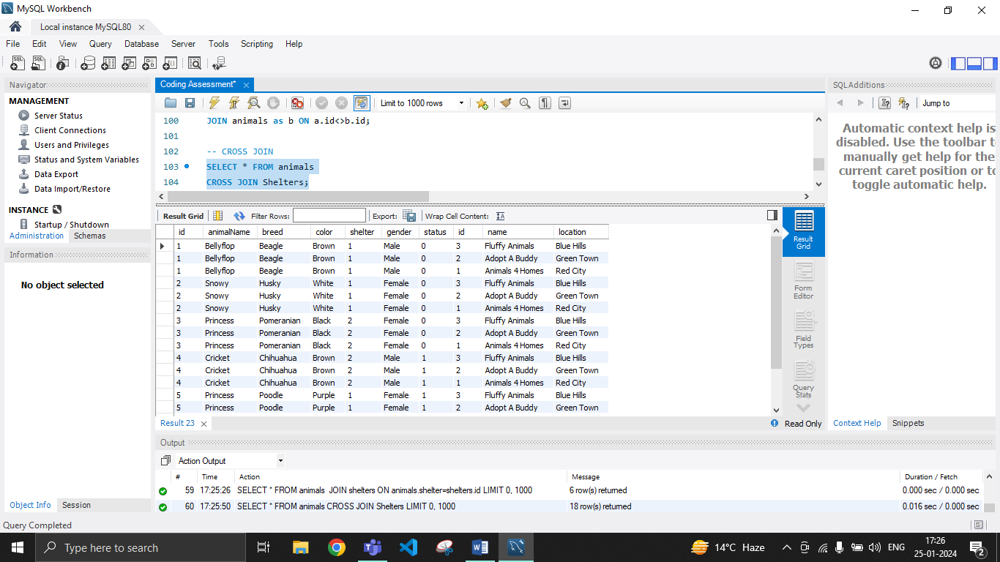 MySQL Workbench
Local instance MySQL80
File Edit View Query Database Server Tools Scripting Help
Navigator
MANAGEMENT
Server Status
Client Connections
Users and Privileges
Status and System Variables
Data Export
Data Import/Restore
INSTANCE
Startup / Shutdown
Administration Schemas
Information
No object selected
Object Info Session
Coding Assessment*
Limit to 1000 rows
100 JOIN animals as b ON a.id<>b.id;
101
102 -- CROSS JOIN
103 SELECT * FROM animals
104 CROSS JOIN Shelters;
Result Grid Filter Rows: Export: Wrap Cell Content:
id animalName breed color shelter gender status id name location
1 Bellyflop Beagle Brown 1 Male 0 3 Fluffy Animals Blue Hills
1 Bellyflop Beagle Brown 1 Male 0 2 Adopt A Buddy Green Town
1 Bellyflop Beagle Brown 1 Male 0 1 Animals 4 Homes Red City
2 Snowy Husky White 1 Female 0 3 Fluffy Animals Blue Hills
2 Snowy Husky White 1 Female 0 2 Adopt A Buddy Green Town
2 Snowy Husky White 1 Female 0 1 Animals 4 Homes Red City
3 Princess Pomeranian Black 2 Female 0 3 Fluffy Animals Blue Hills
3 Princess Pomeranian Black 2 Female 0 2 Adopt A Buddy Green Town
3 Princess Pomeranian Black 2 Female 0 1 Animals 4 Homes Red City
4 Cricket Chihuahua Brown 2 Male 1 3 Fluffy Animals Blue Hills
4 Cricket Chihuahua Brown 2 Male 1 2 Adopt A Buddy Green Town
4 Cricket Chihuahua Brown 2 Male 1 1 Animals 4 Homes Red City
5 Princess Poodle Purple 1 Female 1 3 Fluffy Animals Blue Hills
5 Princess Poodle Purple 1 Female 1 2 Adopt A Buddy Green Town
Result Grid
Form Editor
Field Types
Query Stats
Result 23
Read Only
SQLAdditions
Jump to
Automatic context help is
disabled. Use the toolbar t
manually get help for the
current caret position or to
toggle automatic help.
Context Help Snippets
Output
Action Output
# Time Action Message Duration / Fetch
59 17:25:26 SELECT * FROM animals JOIN shelters ON animals.shelter=shelters.id LIMIT 0, 1000 6 row(s) returned 0.000 sec / 0.000 sec
60 17:25:50 SELECT * FROM animals CROSS JOIN Shelters LIMIT 0, 1000 18 row(s) returned 0.016 sec / 0.000 sec
Query Completed
Type here to search
14°C Haze
ENG
17:26
25-01-2024
2